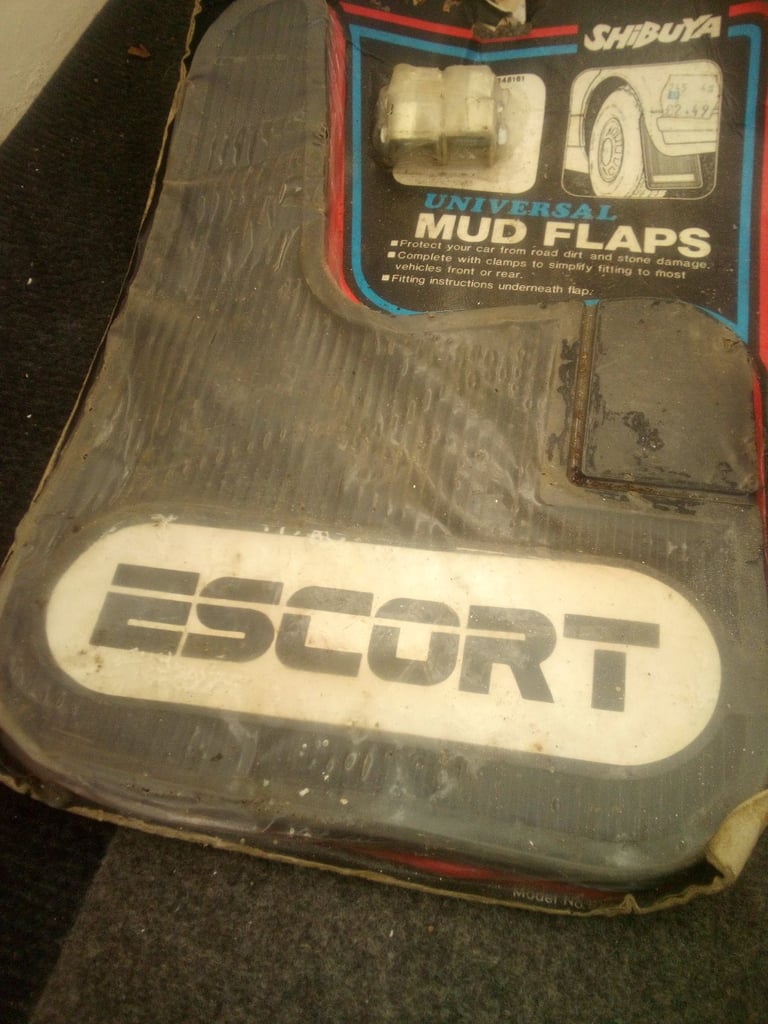 SHiBUYA
UNIVERSAL
MUD FLAPS
■ Protect your car from road dirt and stone damage.
■ Complete with clamps to simplify fitting to most
vehicles front or rear.
■ Fitting instructions underneath flap.
ESCORT
Model No.